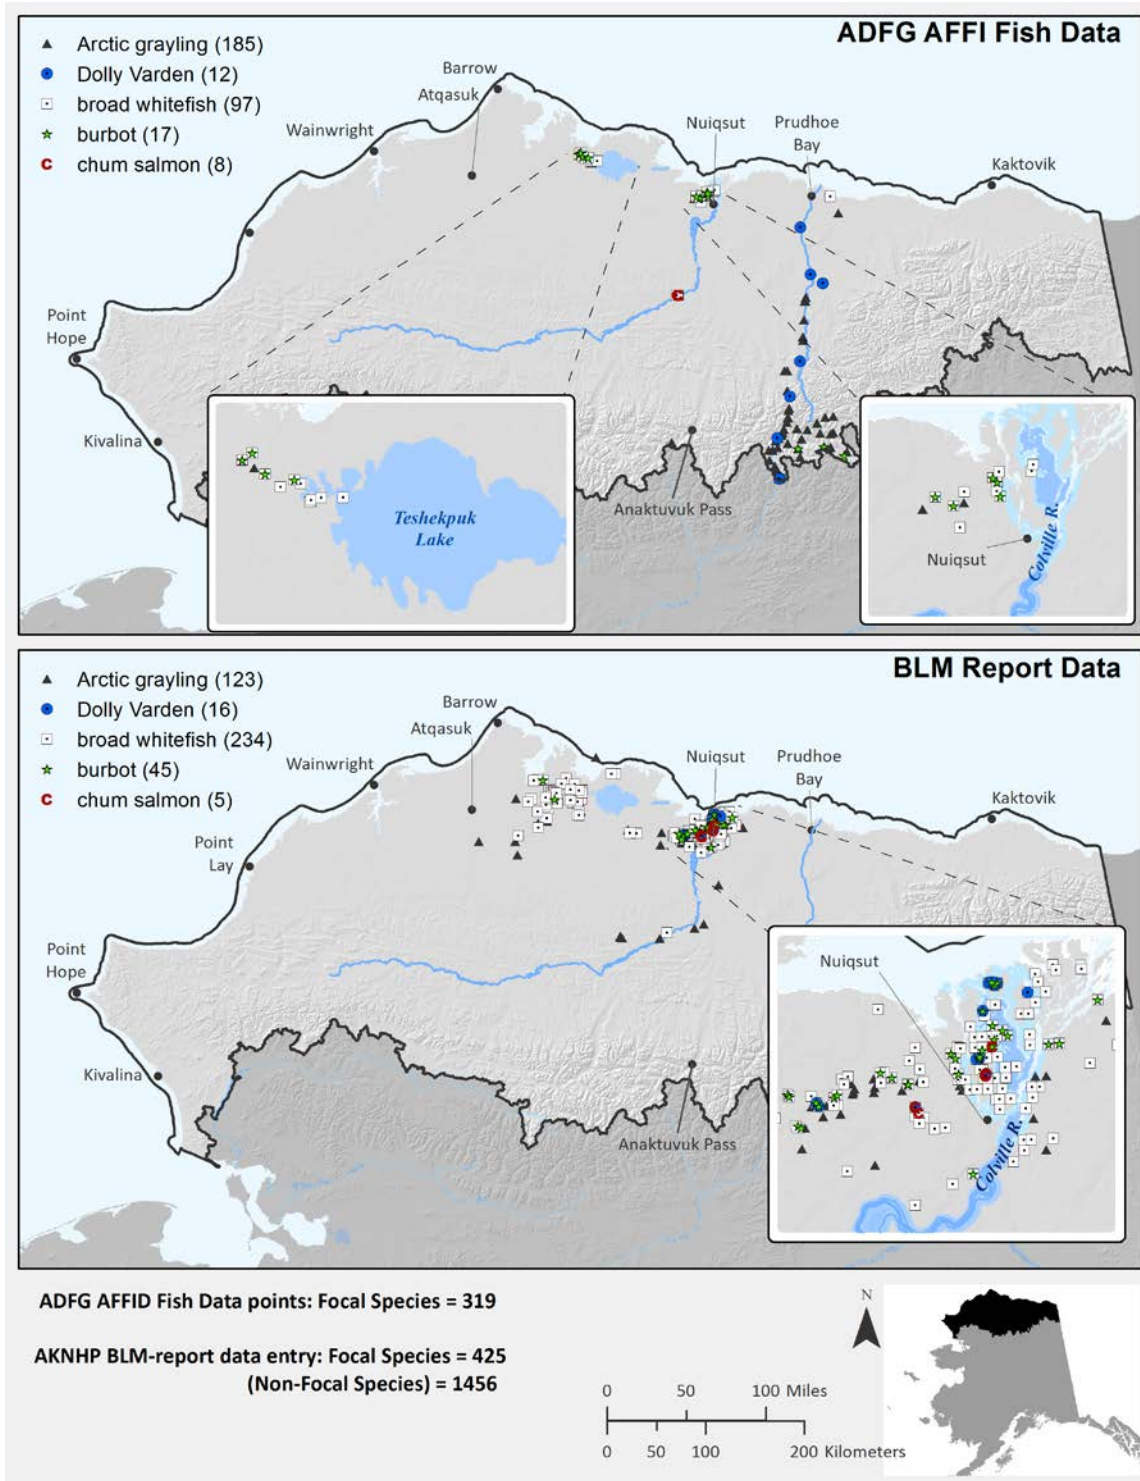 ADFG AFFI Fish Data
Arctic grayling (185)
Dolly Varden (12)
broad whitefish (97)
burbot (17)
chum salmon (8)
Barrow
Atqasuk
Wainwright
Nuiqsut
Prudhoe
Bay
Kaktovik
Point
Hope
Kivalina
Anaktuvuk Pass
Teshekpuk
Lake
Nuiqsut
Colville R.
BLM Report Data
Arctic grayling (123)
Dolly Varden (16)
broad whitefish (234)
burbot (45)
chum salmon (5)
Barrow
Atqasuk
Wainwright
Nuiqsut
Prudhoe
Bay
Kaktovik
Point
Lay
Point
Hope
Kivalina
Anaktuvuk Pass
Nuiqsut
Colville R.
ADFG AFFID Fish Data points: Focal Species = 319
AKNHP BLM-report data entry: Focal Species = 425
(Non-Focal Species) = 1456
N
0 50 100 Miles
0 50 100 200 Kilometers